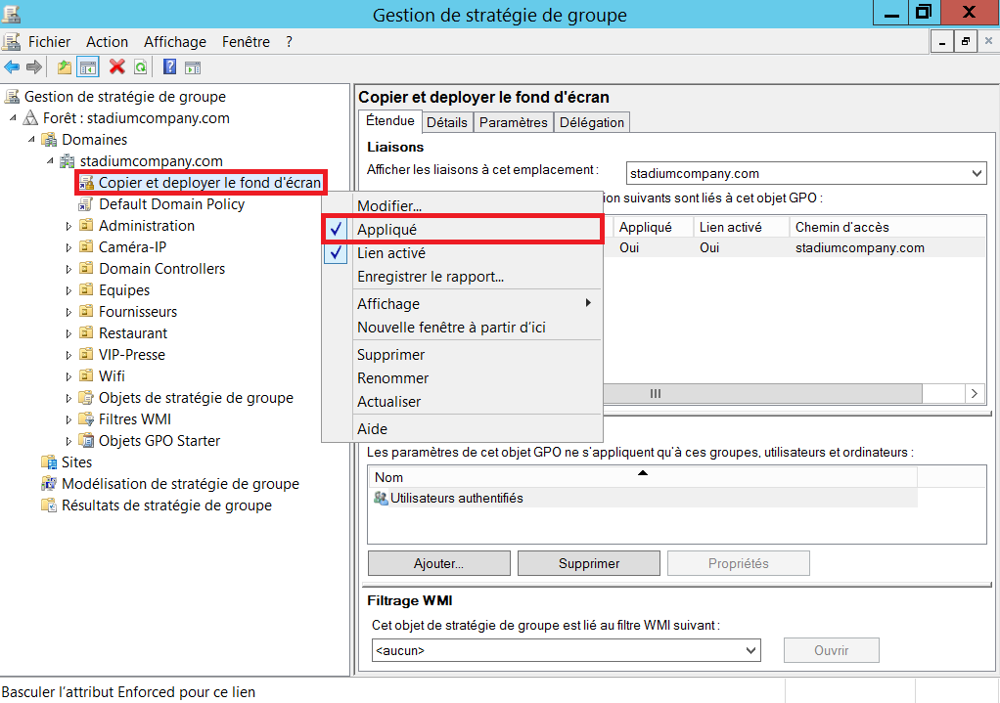 Gestion de stratégie de groupe
Fichier Action Affichage Fenêtre ?
Gestion de stratégie de groupe
Forêt : stadiumcompany.com
Domaines
stadiumcompany.com
Copier et deployer le fond d'écran
Default Domain Policy
Administration
Caméra-IP
Domain Controllers
Equipes
Fournisseurs
Restaurant
VIP-Presse
Wifi
Objets de stratégie de groupe
Filtres WMI
Objets GPO Starter
Sites
Modélisation de stratégie de groupe
Résultats de stratégie de groupe
Modifier...
Appliqué
Lien activé
Enregistrer le rapport...
Affichage
Nouvelle fenêtre à partir d'ici
Supprimer
Renommer
Actualiser
Aide
Copier et deployer le fond d'écran
Étendue Détails Paramètres Délégation
Liaisons
Afficher les liaisons à cet emplacement : stadiumcompany.com
ion suivants sont liés à cet objet GPO :
Appliqué Lien activé Chemin d'accès
Oui Oui stadiumcompany.com
Les paramètres de cet objet GPO ne s'appliquent qu'à ces groupes, utilisateurs et ordinateurs :
Nom
Utilisateurs authentifiés
Ajouter... Supprimer Propriétés
Filtrage WMI
Cet objet de stratégie de groupe est lié au filtre WMI suivant :
<aucun> Ouvrir
Basculer l'attribut Enforced pour ce lien